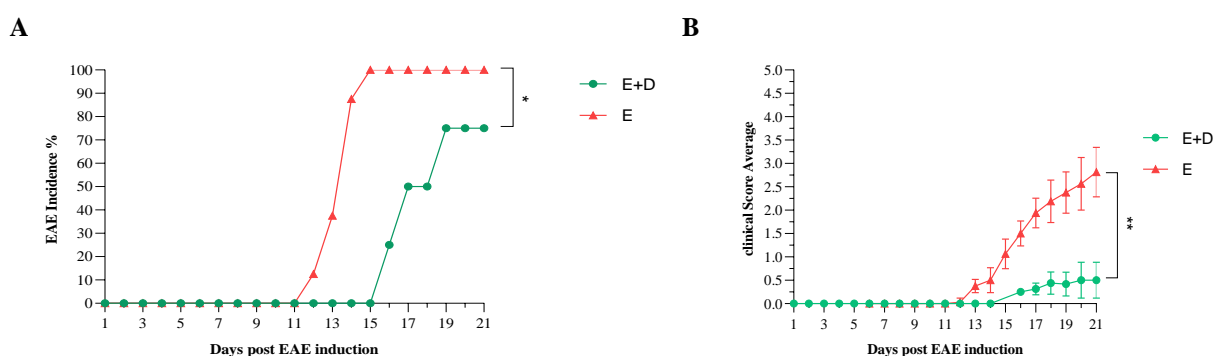 A
EAE Incidence %
100
90
80
70
60
50
40
30
20
10
0
1 3 5 7 9 11 13 15 17 19 21
Days post EAE induction
*
E+D
E
B
clinical Score Average
5.0
4.5
4.0
3.5
3.0
2.5
2.0
1.5
1.0
0.5
0.0
1 3 5 7 9 11 13 15 17 19 21
Days post EAE induction
**
E+D
E